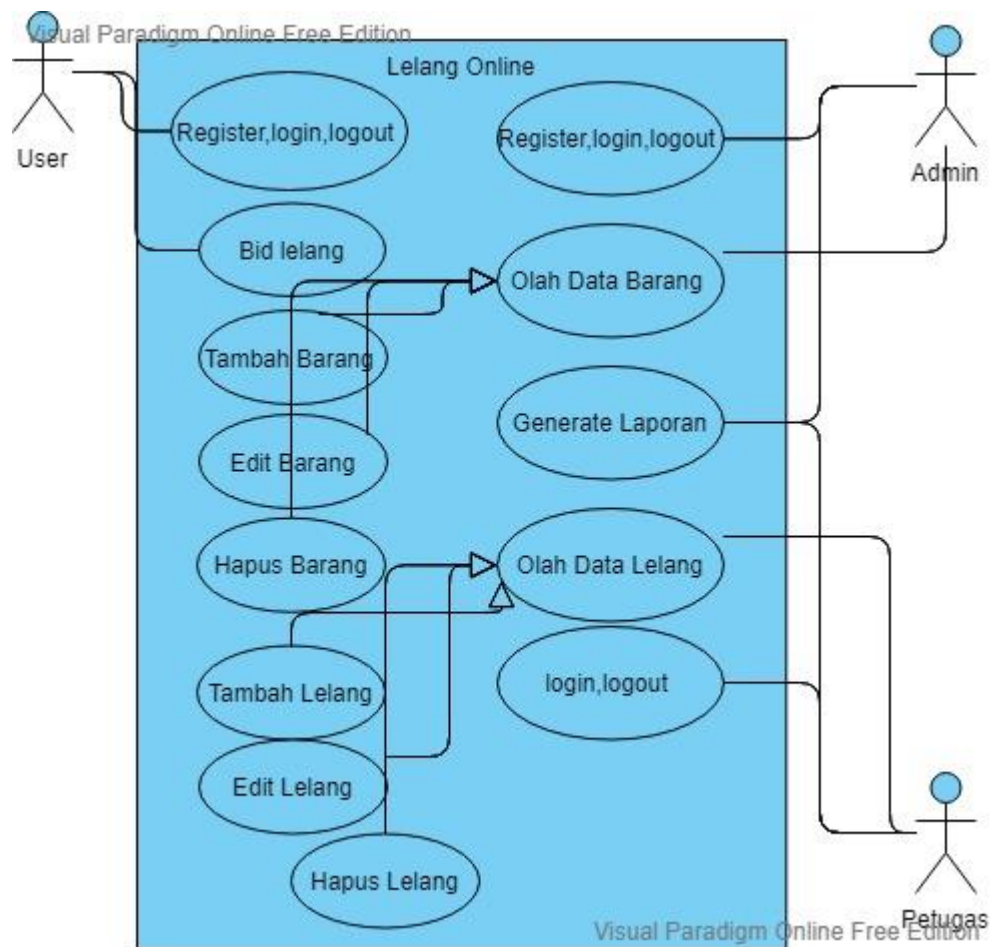 Visual Paradigm Online Free Edition
Lelang Online
User
Admin
Register,login,logout
Register,login,logout
Bid lelang
Olah Data Barang
Tambah Barang
Generate Laporan
Edit Barang
Hapus Barang
Olah Data Lelang
Tambah Lelang
login,logout
Edit Lelang
Hapus Lelang
Petugas
Visual Paradigm Online Free Edition